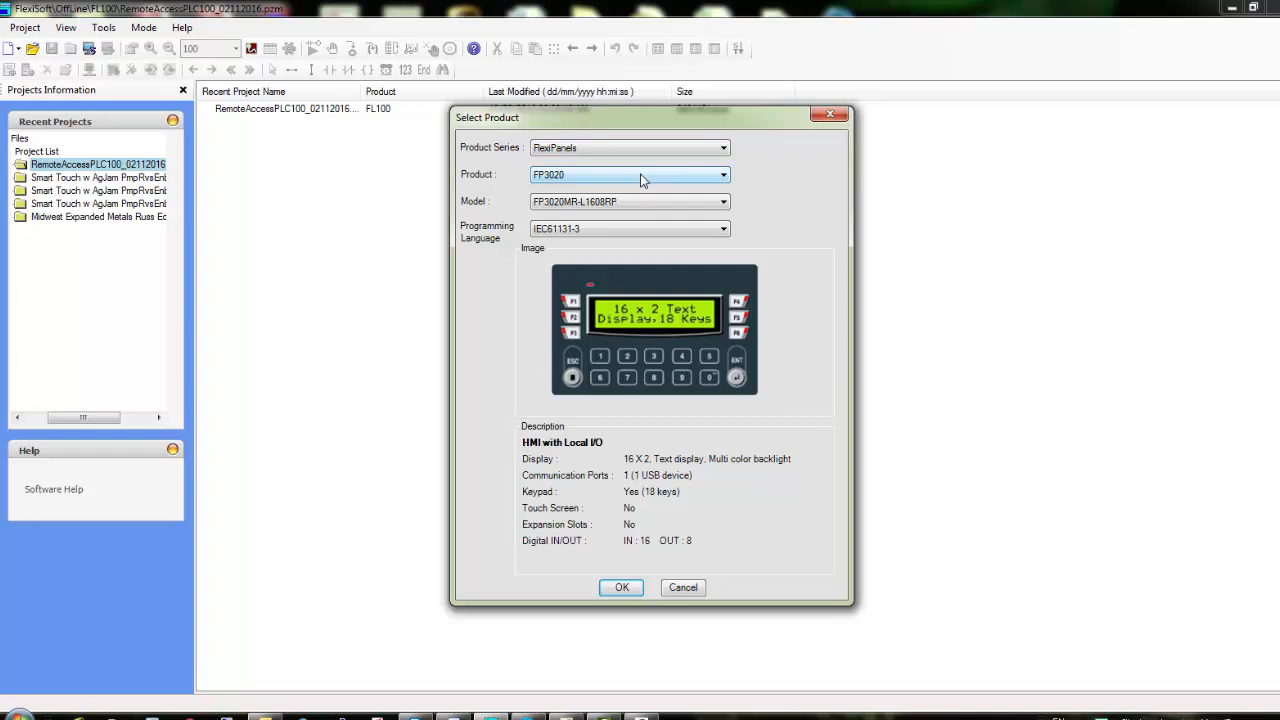 FlexiSoft\OffLine\FL100\RemoteAccessPLC100_02112016.pzm
Project View Tools Mode Help
100
123 End
Projects Information
Recent Project Name Product Last Modified ( dd/mm/yyyy hh:mi:ss ) Size
RemoteAccessPLC100_02112016.... FL100
Recent Projects
Files
Project List
RemoteAccessPLC100_02112016
Smart Touch w AgJam PmpRvsEnb
Smart Touch w AgJam PmpRvsEnb
Smart Touch w AgJam PmpRvsEnb
Midwest Expanded Metals Russ Ec
Help
Software Help
Select Product
Product Series : FlexiPanels
Product : FP3020
Model : FP3020MR-L1608RP
Programming Language IEC61131-3
Image
16 x 2 Text
Display,18 Keys
F1 F2 F3 F4 F5 F6
ESC 1 2 3 4 5 ENT
6 7 8 9 0
Description
HMI with Local I/O
Display : 16 X 2, Text display, Multi color backlight
Communication Ports : 1 (1 USB device)
Keypad : Yes (18 keys)
Touch Screen : No
Expansion Slots : No
Digital IN/OUT : IN : 16 OUT : 8
OK Cancel